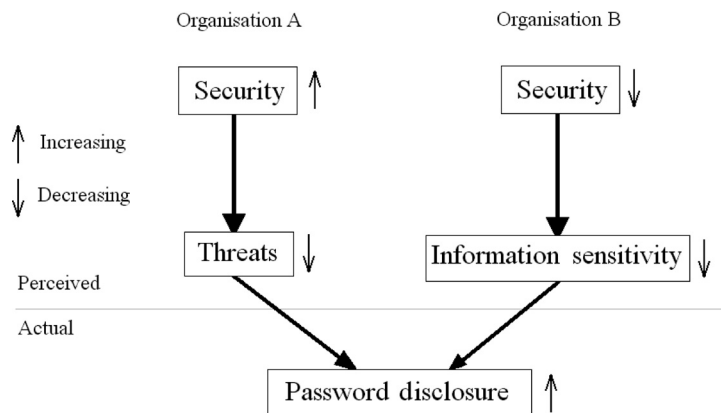 Organisation A
Organisation B
Security
Security
Increasing
Decreasing
Threats
Information sensitivity
Perceived
Actual
Password disclosure